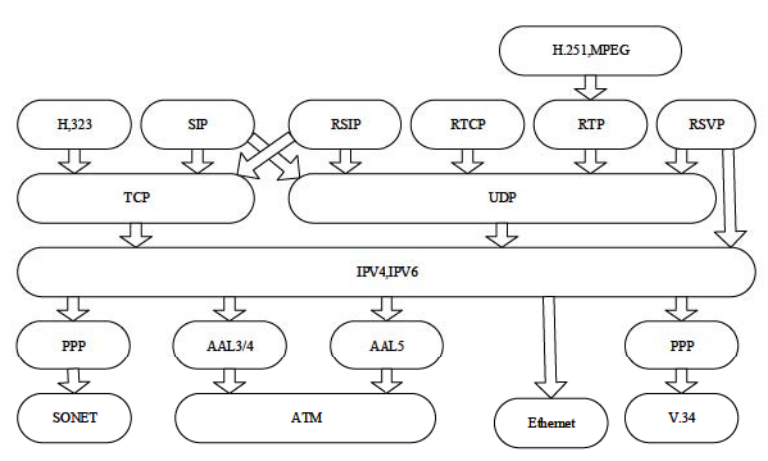 H.251,MPEG
H,323
SIP
RSIP
RTCP
RTP
RSVP
TCP
UDP
IPV4,IPV6
PPP
AAL3/4
AAL5
PPP
SONET
ATM
Ethernet
V.34